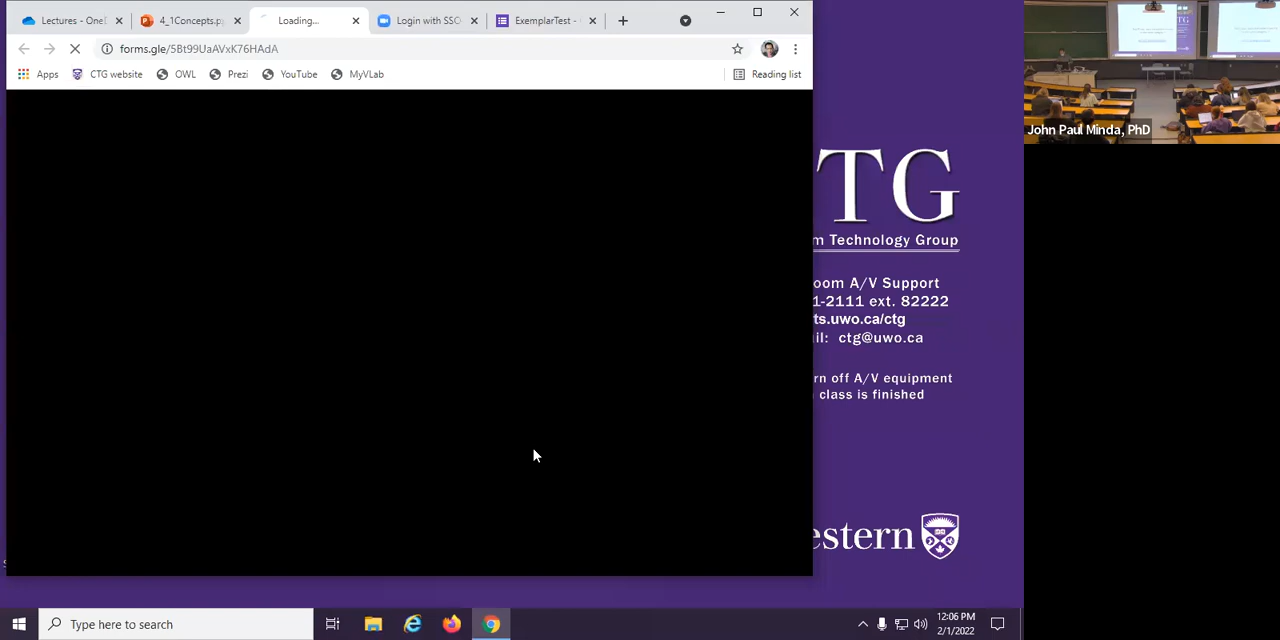 Lectures - OneD
4_1Concepts.pp
Loading...
Login with SSO
ExemplarTest -
forms.gle/5Bt99UaAVxK76HAdA
Apps
CTG website
OWL
Prezi
YouTube
MyVLab
Reading list
John Paul Minda, PhD
TG
m Technology Group
oom A/V Support
1-2111 ext. 82222
ts.uwo.ca/ctg
il: ctg@uwo.ca
rn off A/V equipment
class is finished
estern
Type here to search
12:06 PM
2/1/2022